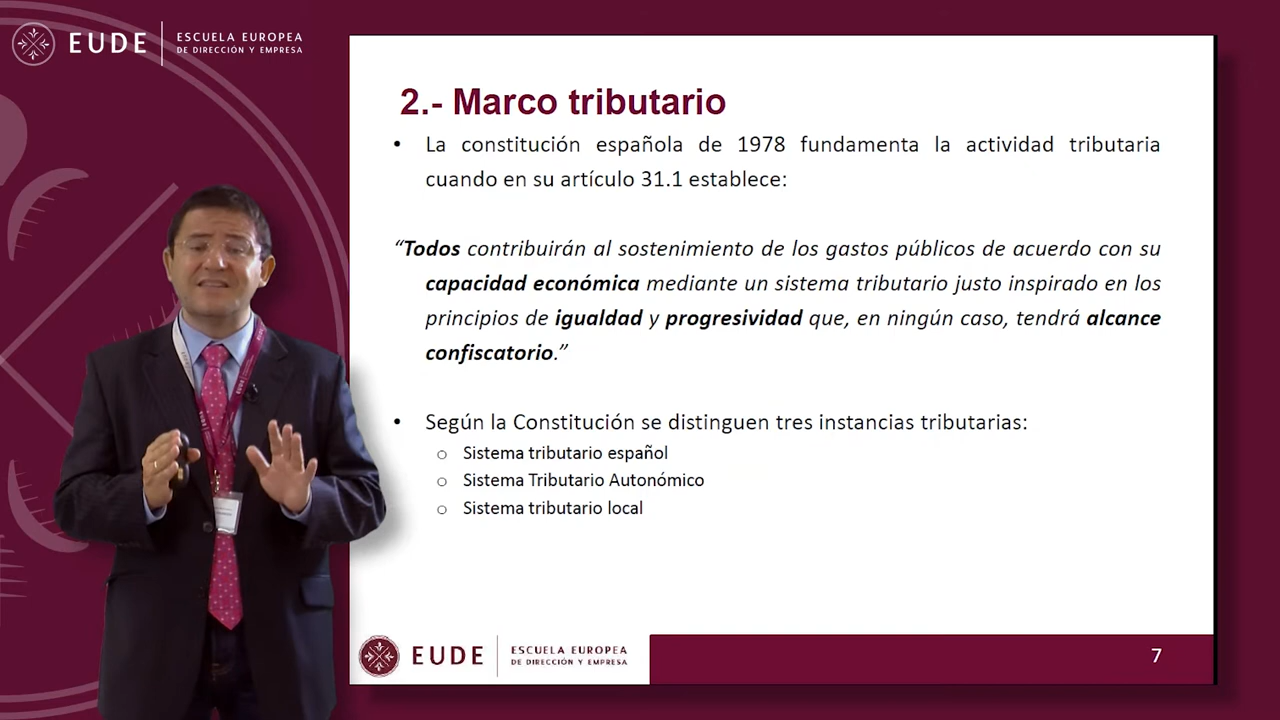 EUDE
ESCUELA EUROPEA
DE DIRECCIÓN Y EMPRESA
2.- Marco tributario
• La constitución española de 1978 fundamenta la actividad tributaria
cuando en su artículo 31.1 establece:
“Todos contribuirán al sostenimiento de los gastos públicos de acuerdo con su
capacidad económica mediante un sistema tributario justo inspirado en los
principios de igualdad y progresividad que, en ningún caso, tendrá alcance
confiscatorio.”
• Según la Constitución se distinguen tres instancias tributarias:
o Sistema tributario español
o Sistema Tributario Autonómico
o Sistema tributario local
EUDE
EUDE
ESCUELA EUROPEA
DE DIRECCIÓN Y EMPRESA
7